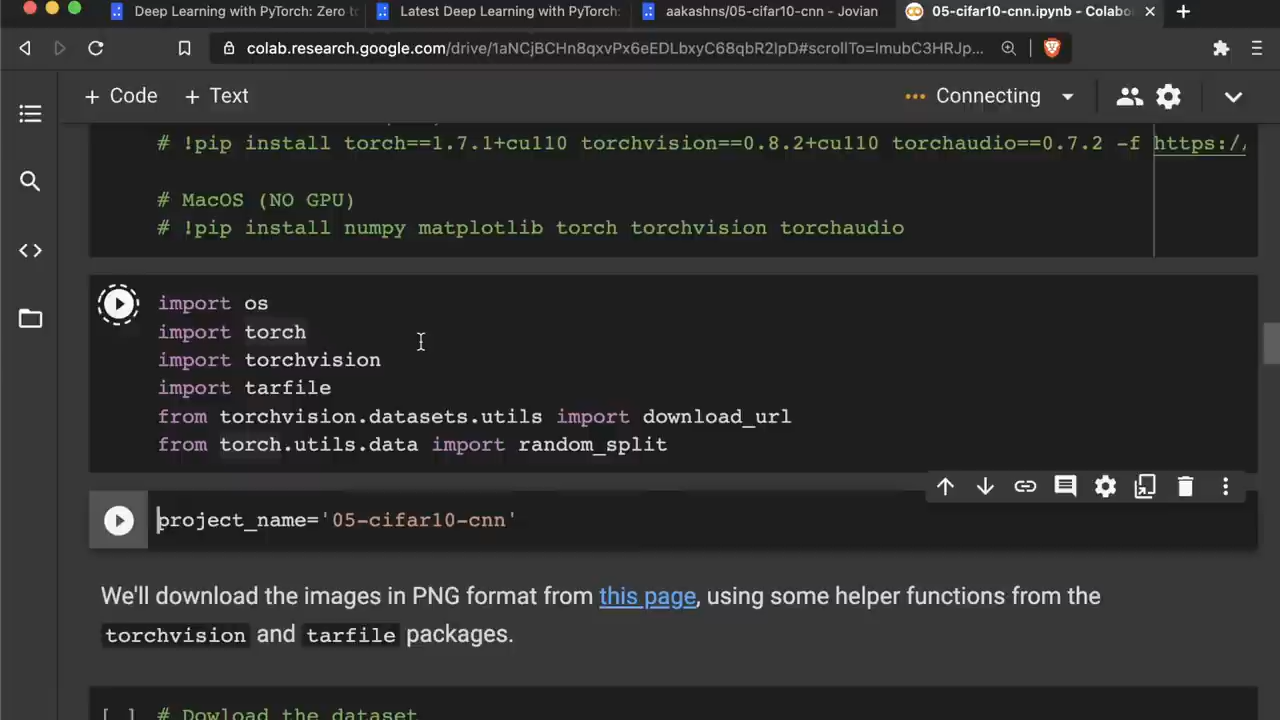 Deep Learning with PyTorch: Zero to
Latest Deep Learning with PyTorch:
aakashns/05-cifar10-cnn - Jovian
05-cifar10-cnn.ipynb - Colabo
colab.research.google.com/drive/1aNCjBCHn8qxvPx6eEDLbxyC68qbR2lpD#scrollTo=lmubC3HRJp...
+ Code + Text
Connecting
# !pip install torch==1.7.1+cu110 torchvision==0.8.2+cu110 torchaudio==0.7.2 -f https://
# MacOS (NO GPU)
# !pip install numpy matplotlib torch torchvision torchaudio
import os
import torch
import torchvision
import tarfile
from torchvision.datasets.utils import download_url
from torch.utils.data import random_split
project_name='05-cifar10-cnn'
We'll download the images in PNG format from this page, using some helper functions from the
torchvision and tarfile packages.
[ ] # Dowload the dataset